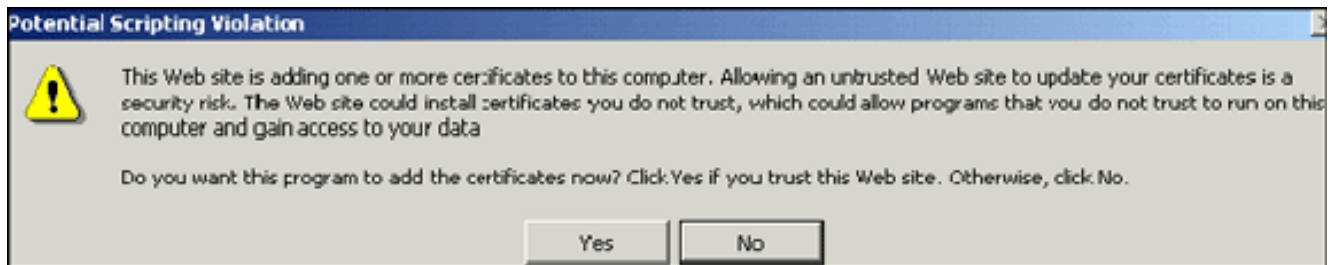 Potential Scripting Violation
This Web site is adding one or more certificates to this computer. Allowing an untrusted Web site to update your certificates is a
security risk. The Web site could install certificates you do not trust, which could allow programs that you do not trust to run on this
computer and gain access to your data
Do you want this program to add the certificates now? Click Yes if you trust this Web site. Otherwise, click No.
Yes
No